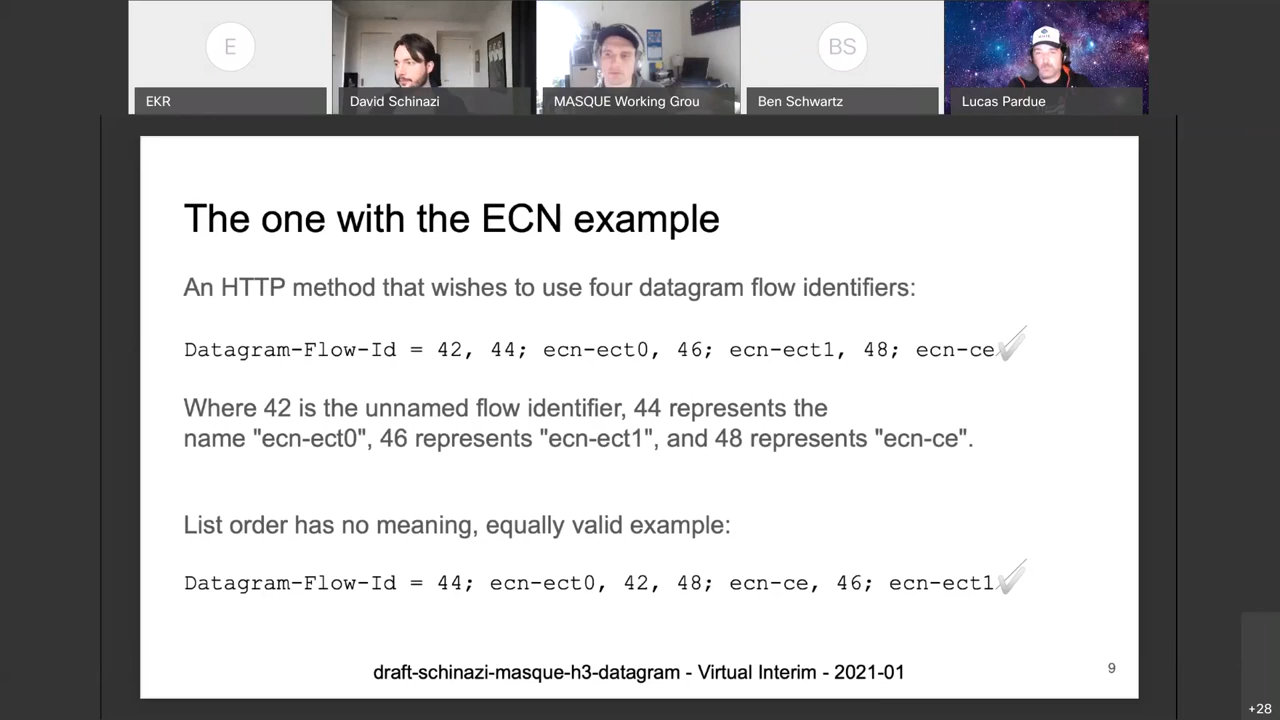 E
BS
EKR
David Schinazi
MASQUE Working Grou
Ben Schwartz
Lucas Pardue
The one with the ECN example
An HTTP method that wishes to use four datagram flow identifiers:
Datagram-Flow-Id = 42, 44; ecn-ect0, 46; ecn-ect1, 48; ecn-ce
Where 42 is the unnamed flow identifier, 44 represents the
name "ecn-ect0", 46 represents "ecn-ect1", and 48 represents "ecn-ce".
List order has no meaning, equally valid example:
Datagram-Flow-Id = 44; ecn-ect0, 42, 48; ecn-ce, 46; ecn-ect1
draft-schinazi-masque-h3-datagram - Virtual Interim - 2021-01
9
+28